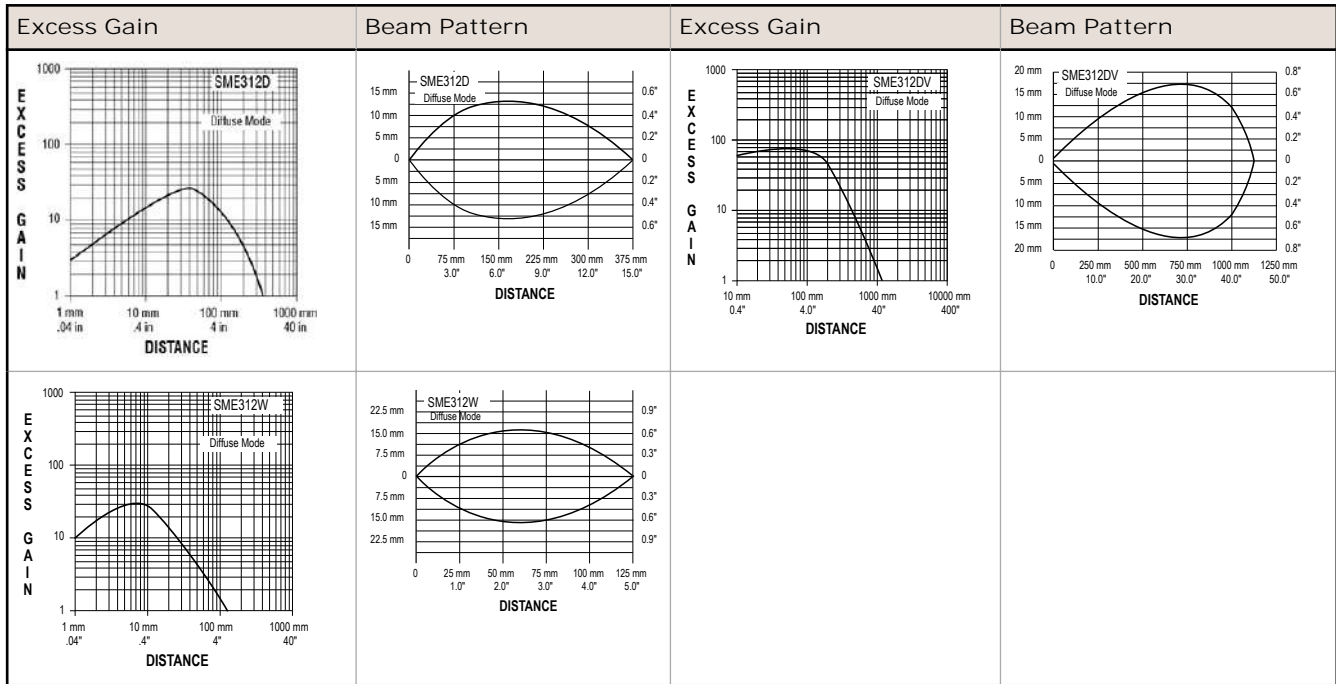 Excess Gain
Beam Pattern
Excess Gain
Beam Pattern
EXCESS GAIN
1000
100
10
1
SME312D
Diffuse Mode
1 mm 10 mm 100 mm 1000 mm
.04 in .4 in 4 in 40 in
DISTANCE
SME312D
Diffuse Mode
15 mm 0.6"
10 mm 0.4"
5 mm 0.2"
0 0
5 mm 0.2"
10 mm 0.4"
15 mm 0.6"
0 75 mm 150 mm 225 mm 300 mm 375 mm
3.0" 6.0" 9.0" 12.0" 15.0"
DISTANCE
EXCESS GAIN
1000
100
10
1
SME312DV
Diffuse Mode
10 mm 100 mm 1000 mm 10000 mm
0.4" 4.0" 40" 400"
DISTANCE
SME312DV
Diffuse Mode
20 mm 0.8"
15 mm 0.6"
10 mm 0.4"
5 mm 0.2"
0 0
5 mm 0.2"
10 mm 0.4"
15 mm 0.6"
20 mm 0.8"
0 250 mm 500 mm 750 mm 1000 mm 1250 mm
10.0" 20.0" 30.0" 40.0" 50.0"
DISTANCE
EXCESS GAIN
1000
100
10
1
SME312W
Diffuse Mode
1 mm 10 mm 100 mm 1000 mm
.04" .4" 4" 40"
DISTANCE
SME312W
Diffuse Mode
22.5 mm 0.9"
15.0 mm 0.6"
7.5 mm 0.3"
0 0
7.5 mm 0.3"
15.0 mm 0.6"
22.5 mm 0.9"
0 25 mm 50 mm 75 mm 100 mm 125 mm
1.0" 2.0" 3.0" 4.0" 5.0"
DISTANCE